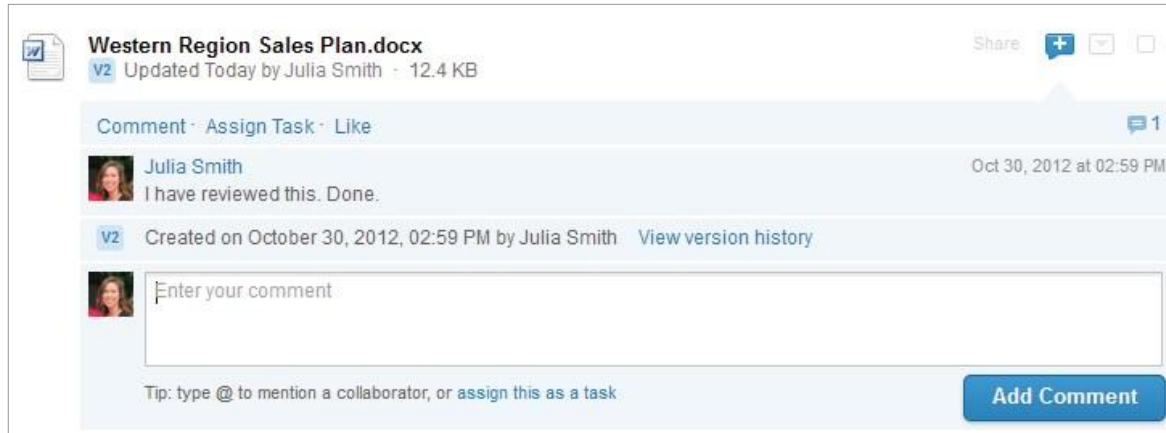 Western Region Sales Plan.docx
Share
V2 Updated Today by Julia Smith · 12.4 KB
Comment · Assign Task · Like
1
Julia Smith
Oct 30, 2012 at 02:59 PM
I have reviewed this. Done.
V2 Created on October 30, 2012, 02:59 PM by Julia Smith View version history
Enter your comment
Tip: type @ to mention a collaborator, or assign this as a task
Add Comment